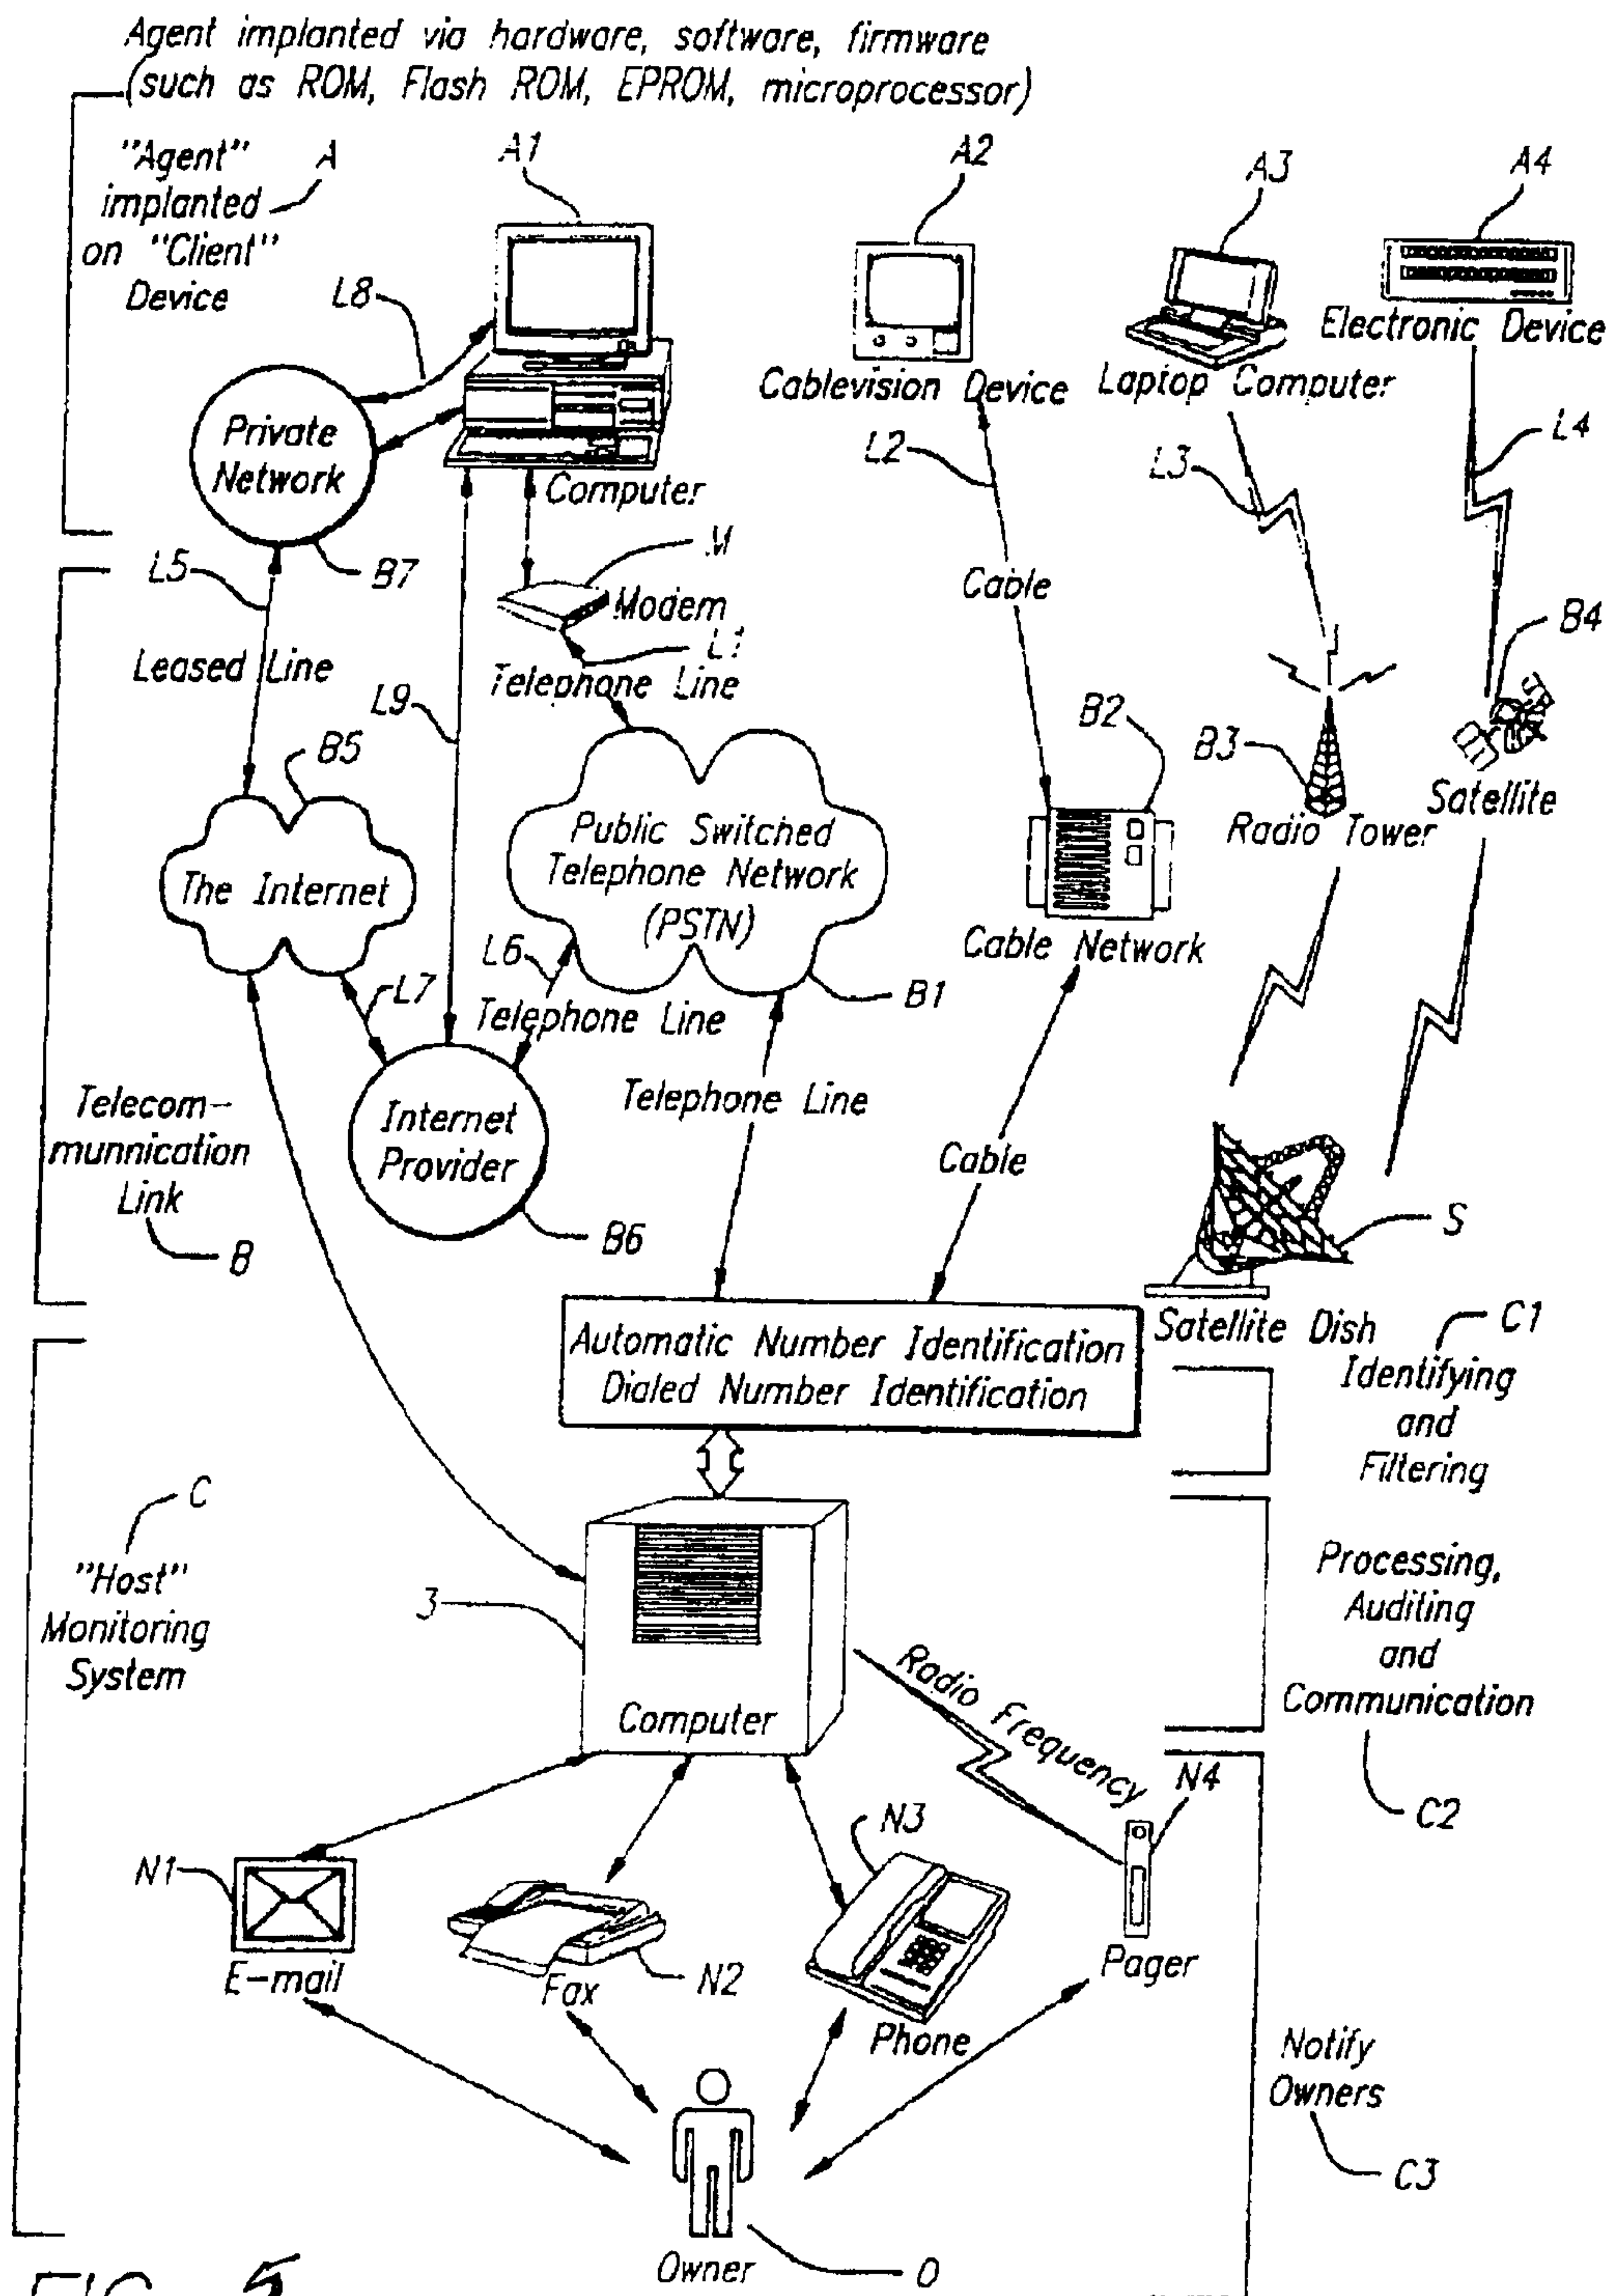 Agent implanted via hardware, software, firmware
(such as ROM, Flash ROM, EPROM, microprocessor)
"Agent"
implanted
on "Client"
Device
A
A1
A2
A3
A4
L8
Electronic Device
Cablevision Device
Laptop Computer
Private
Network
Computer
L2
L3
L4
M
L5
B7
Modem
Cable
B4
Leased Line
L1
Telephone Line
L9
B2
B5
B3
Satellite
Radio Tower
Public Switched
Telephone Network
(PSTN)
The Internet
Cable Network
L6
L7
B1
Telephone Line
Telephone Line
Telecom-
munnication
Link
B
Internet
Provider
Cable
B6
S
Satellite Dish
C1
Automatic Number Identification
Dialed Number Identification
Identifying
and
Filtering
C
"Host"
Monitoring
System
3
Computer
Processing,
Auditing
and
Communication
C2
Radio Frequency
N4
N3
N1
E-mail
N2
Fax
Phone
Pager
Notify
Owners
C3
Owner
O
FIG. 5